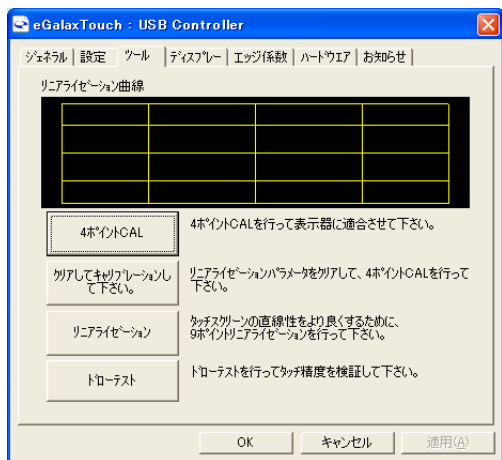 eGalaxTouch : USB Controller
ｼﾞｪﾈﾗﾙ 設定 ﾂｰﾙ ﾃﾞｨｽﾌﾟﾚｰ ｴｯｼﾞ係数 ﾊｰﾄﾞｳｴｱ お知らせ
ﾘﾆｱﾗｲｾﾞｰｼｮﾝ曲線
4ﾎﾟｲﾝﾄCAL
4ﾎﾟｲﾝﾄCALを行って表示器に適合させて下さい。
ｸﾘｱしてｷｬﾘﾌﾞﾚｰｼｮﾝし
て下さい。
ﾘﾆｱﾗｲｾﾞｰｼｮﾝﾊﾟﾗﾒｰﾀをｸﾘｱして、4ﾎﾟｲﾝﾄCALを行って
下さい。
ﾘﾆｱﾗｲｾﾞｰｼｮﾝ
ﾀｯﾁｽｸﾘｰﾝの直線性をより良くするために、
9ﾎﾟｲﾝﾄﾘﾆｱﾗｲｾﾞｰｼｮﾝを行って下さい。
ﾄﾞﾛｰﾃｽﾄ
ﾄﾞﾛｰﾃｽﾄを行ってﾀｯﾁ精度を検証して下さい。
OK キャンセル 適用(A)